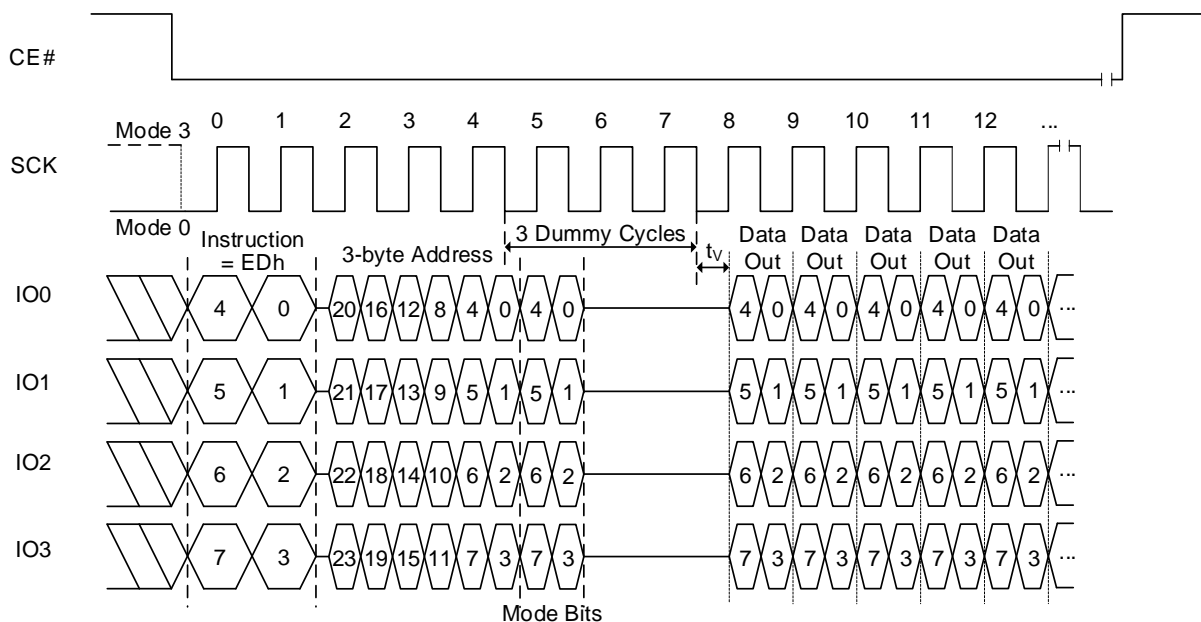 CE#
Mode 3
0 1 2 3 4 5 6 7 8 9 10 11 12 ...
SCK
Mode 0
3 Dummy Cycles
Instruction
= EDh
3-byte Address
tV
Data Out
Data Out
Data Out
Data Out
Data Out
IO0
4 0 20 16 12 8 4 0 4 0 4 0 4 0 4 0 4 0 4 0 ...
IO1
5 1 21 17 13 9 5 1 5 1 5 1 5 1 5 1 5 1 5 1 ...
IO2
6 2 22 18 14 10 6 2 6 2 6 2 6 2 6 2 6 2 6 2 ...
IO3
7 3 23 19 15 11 7 3 7 3 7 3 7 3 7 3 7 3 7 3 ...
Mode Bits